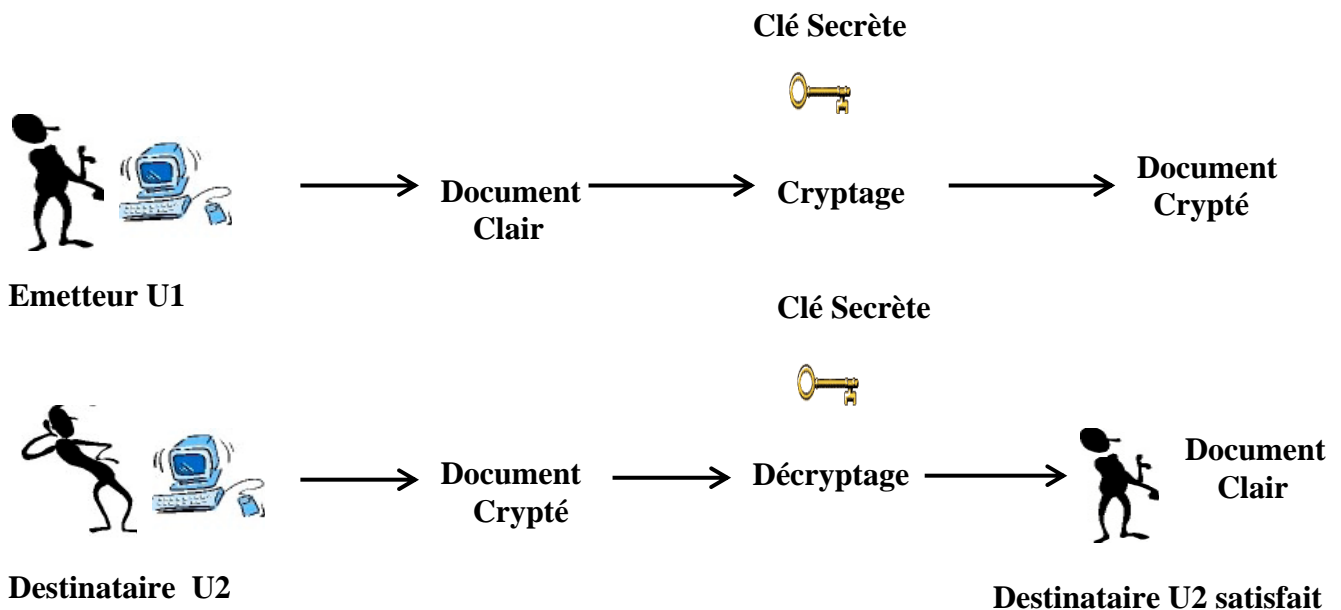 Clé Secrète
Document
Clair
Cryptage
Document
Crypté
Emetteur U1
Clé Secrète
Document
Crypté
Décryptage
Document
Clair
Destinataire U2
Destinataire U2 satisfait